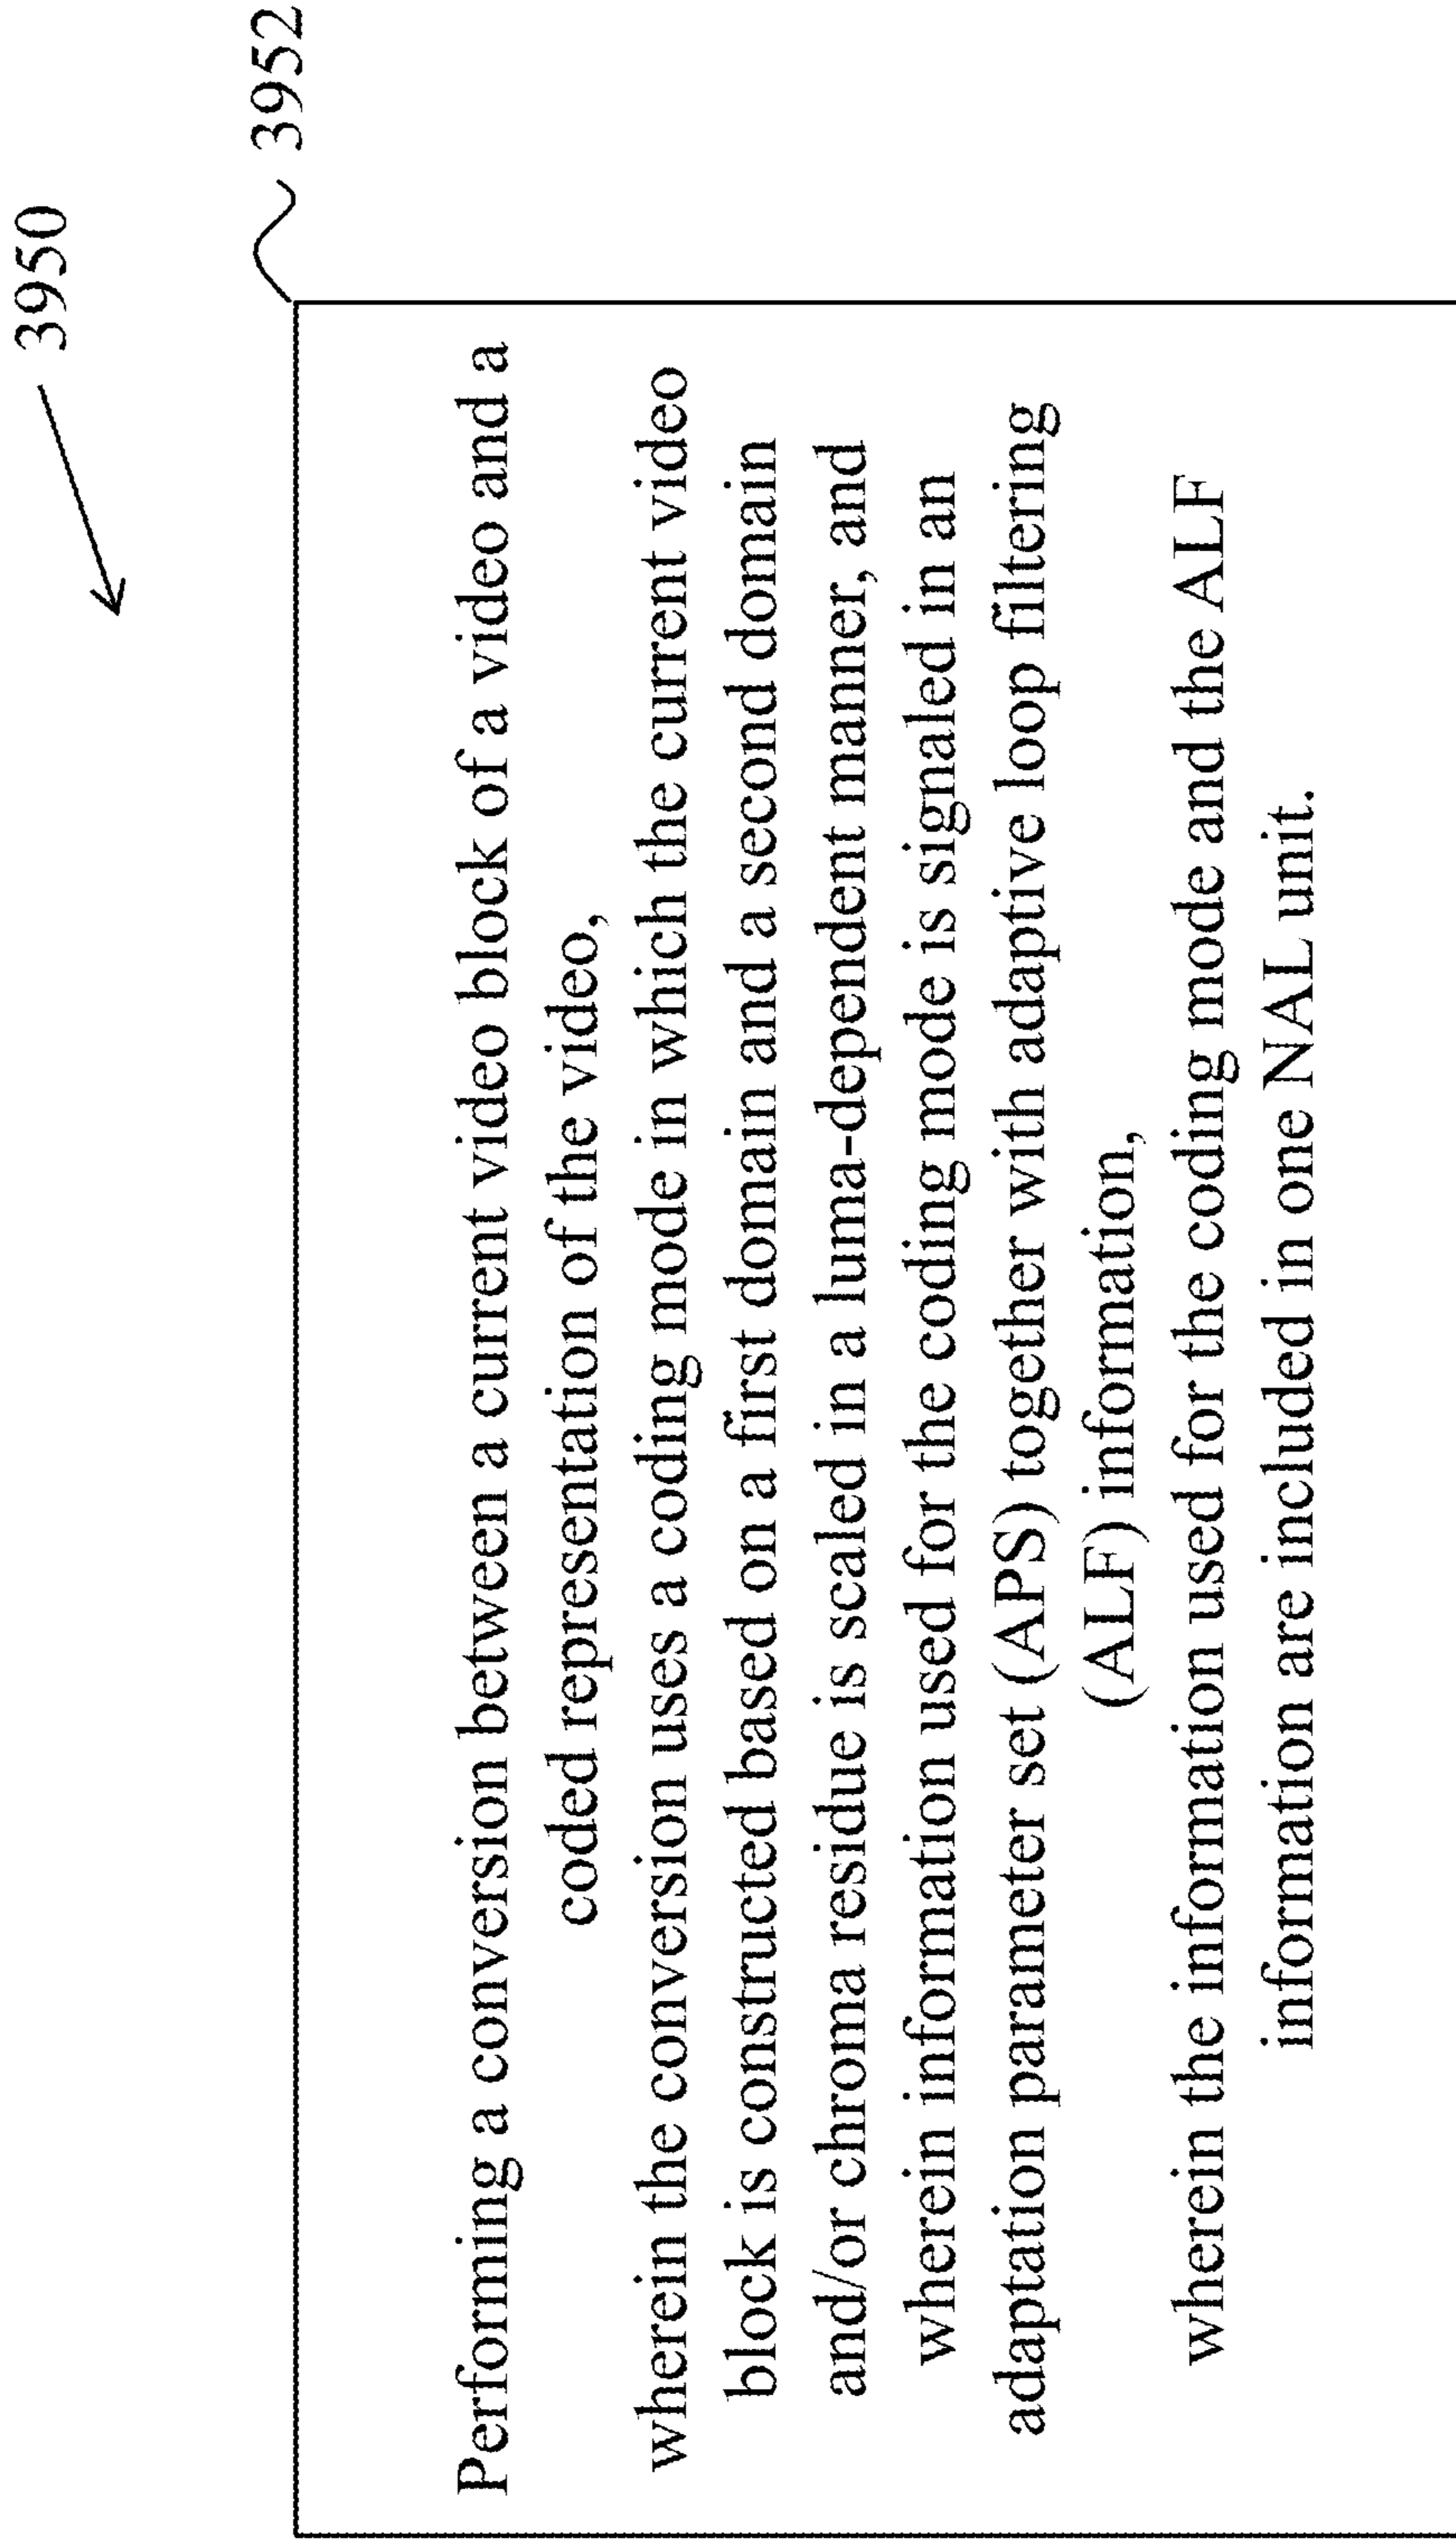 3950
3952
Performing a conversion between a current video block of a video and a
coded representation of the video,
wherein the conversion uses a coding mode in which the current video
block is constructed based on a first domain and a second domain
and/or chroma residue is scaled in a luma-dependent manner, and
wherein information used for the coding mode is signaled in an
adaptation parameter set (APS) together with adaptive loop filtering
(ALF) information,
wherein the information used for the coding mode and the ALF
information are included in one NAL unit.